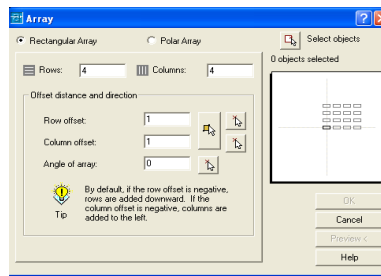 Array
Rectangular Array
Polar Array
Select objects
0 objects selected
Rows: 4
Columns: 4
Offset distance and direction
Row offset: 1
Column offset: 1
Angle of array: 0
Tip
By default, if the row offset is negative,
rows are added downward. If the
column offset is negative, columns are
added to the left.
OK
Cancel
Preview <
Help